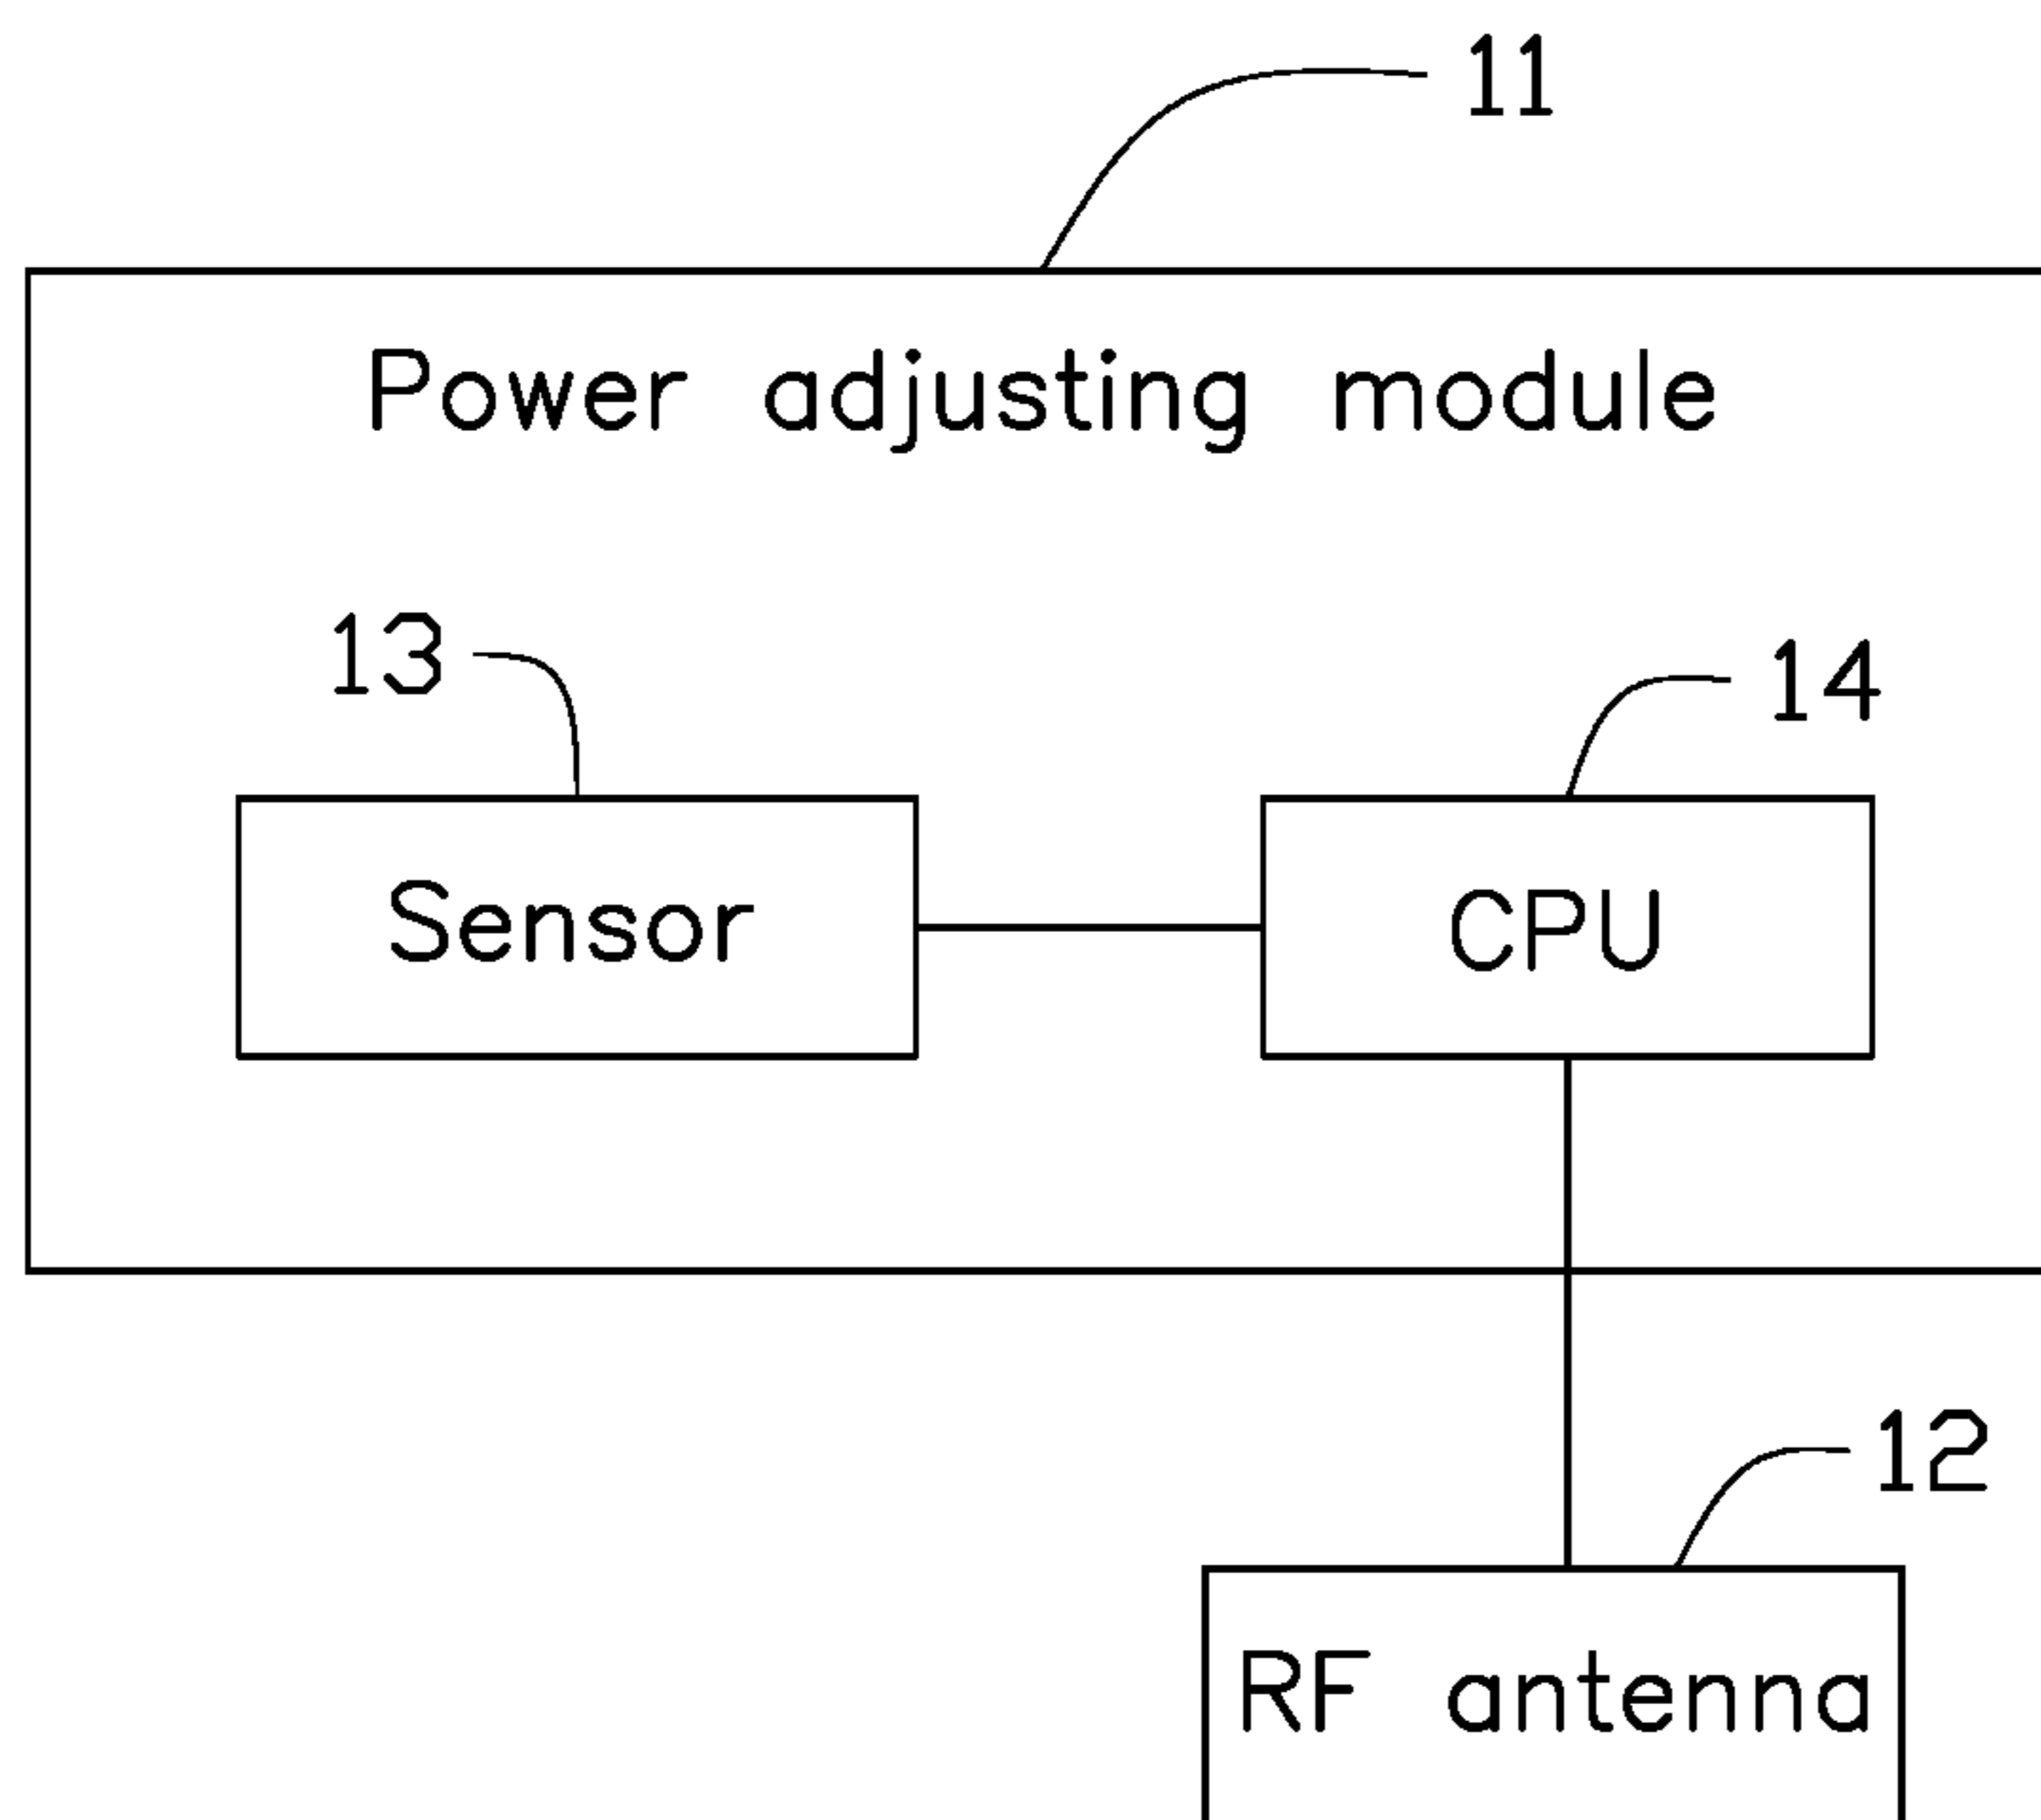 11
Power adjusting module
13
14
Sensor
CPU
12
RF antenna